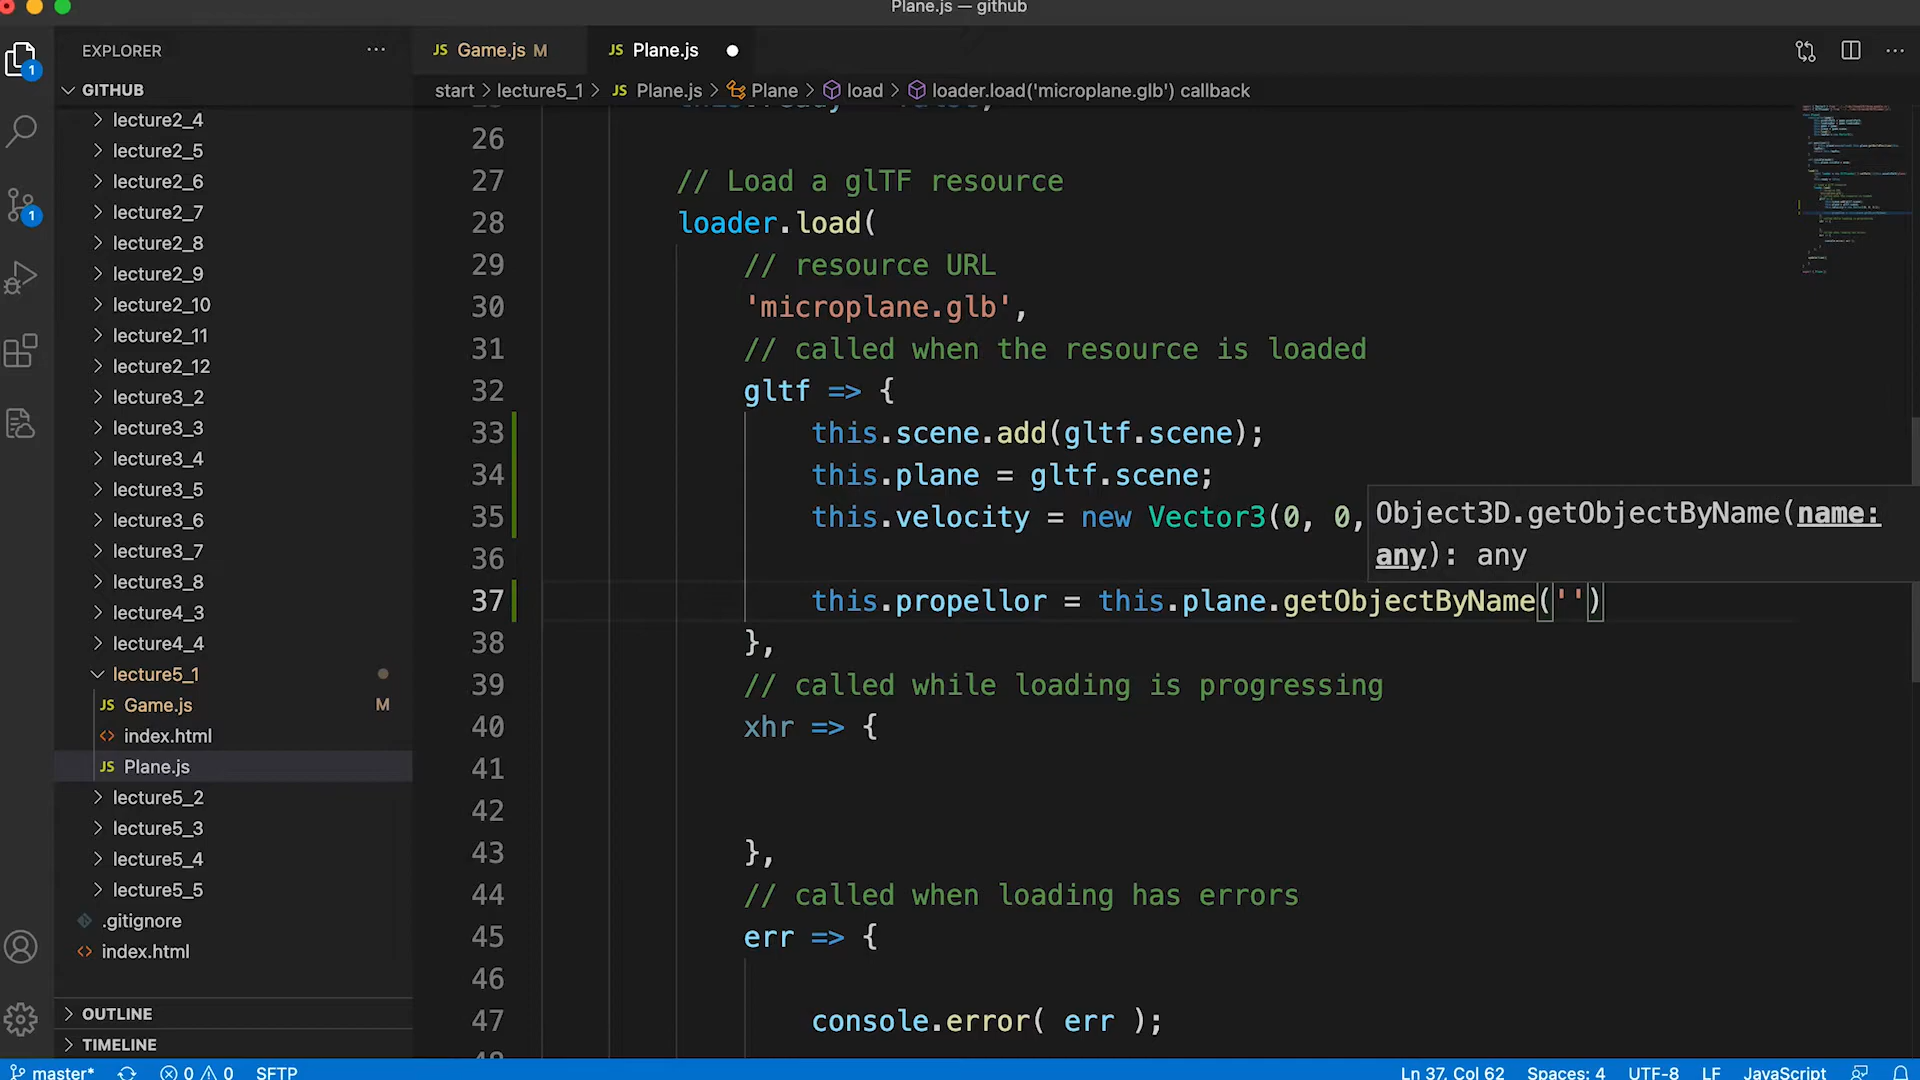 Plane.js — github
EXPLORER
JS Game.js M
JS Plane.js
GITHUB
start > lecture5_1 > JS Plane.js > Plane > load > loader.load('microplane.glb') callback
1
1
lecture2_4
lecture2_5
lecture2_6
lecture2_7
lecture2_8
lecture2_9
lecture2_10
lecture2_11
lecture2_12
lecture3_2
lecture3_3
lecture3_4
lecture3_5
lecture3_6
lecture3_7
lecture3_8
lecture4_3
lecture4_4
lecture5_1
JS Game.js M
<> index.html
JS Plane.js
lecture5_2
lecture5_3
lecture5_4
lecture5_5
.gitignore
<> index.html
OUTLINE
TIMELINE
26
27 // Load a glTF resource
28 loader.load(
29 // resource URL
30 'microplane.glb',
31 // called when the resource is loaded
32 gltf => {
33 this.scene.add(gltf.scene);
34 this.plane = gltf.scene;
35 this.velocity = new Vector3(0, 0,
Object3D.getObjectByName(name:
any): any
36
37 this.propellor = this.plane.getObjectByName('')
38 },
39 // called while loading is progressing
40 xhr => {
41
42
43 },
44 // called when loading has errors
45 err => {
46
47 console.error( err );
master* 0 0 SFTP
Ln 37, Col 62 Spaces: 4 UTF-8 LF JavaScript